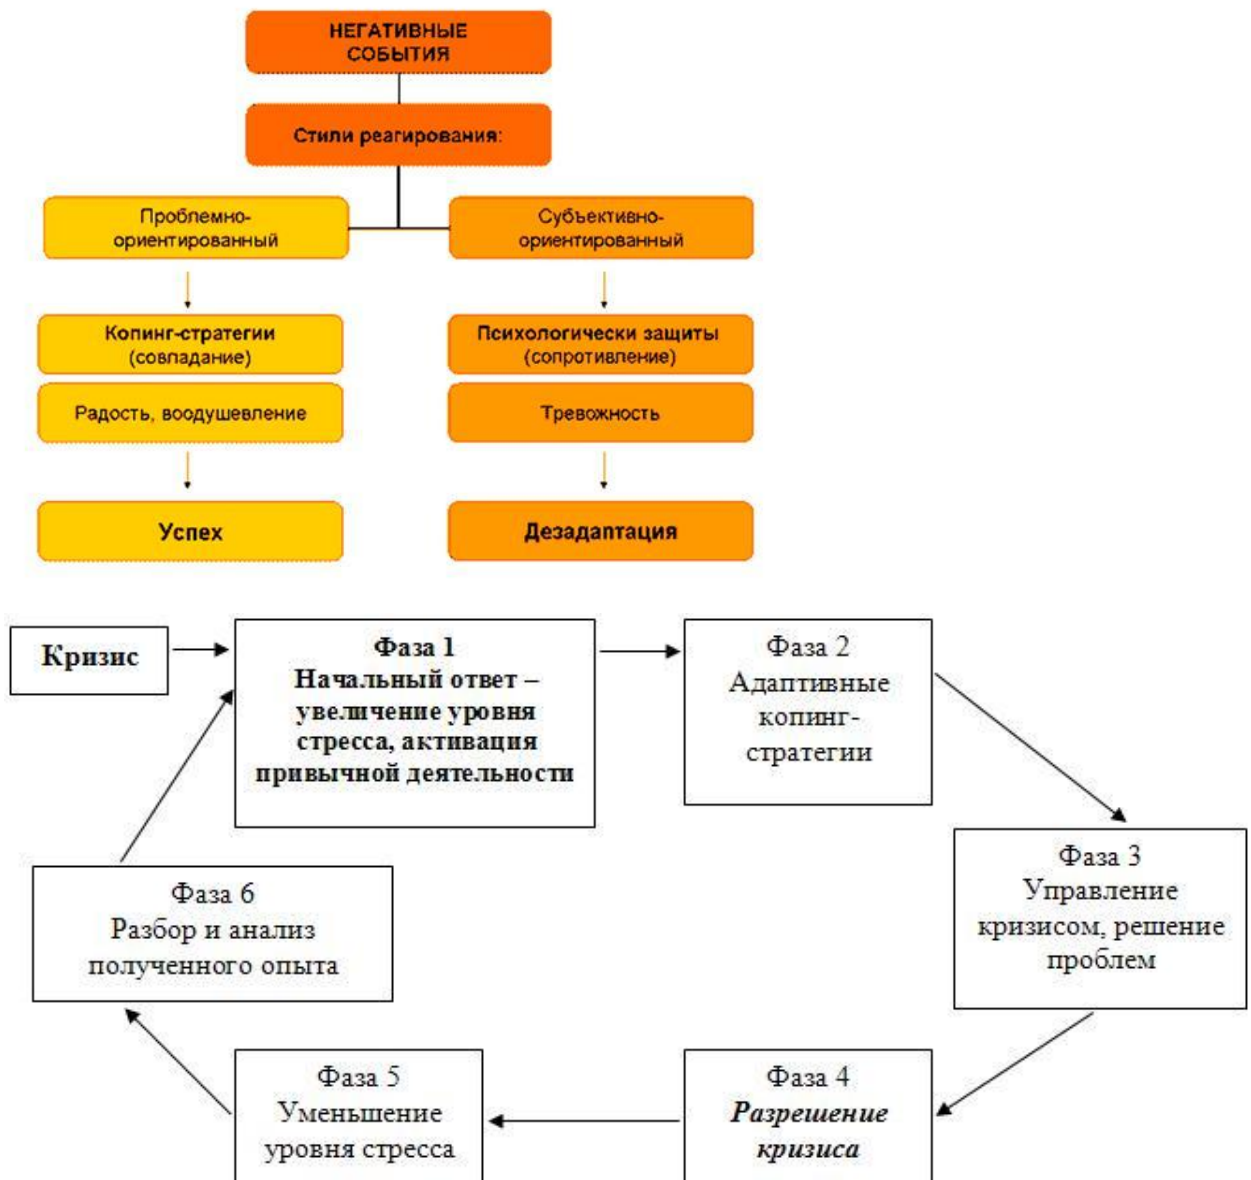 НЕГАТИВНЫЕ
СОБЫТИЯ
Стили реагирования:
Проблемно-
ориентированный
Субъективно-
ориентированный
Копинг-стратегии
(совпадание)
Психологически защиты
(сопротивление)
Радость, воодушевление
Тревожность
Успех
Дезадаптация
Кризис
Фаза 1
Начальный ответ –
увеличение уровня
стресса, активация
привычной деятельности
Фаза 2
Адаптивные
копинг-
стратегии
Фаза 3
Управление
кризисом, решение
проблем
Фаза 6
Разбор и анализ
полученного опыта
Фаза 5
Уменьшение
уровня стресса
Фаза 4
Разрешение
кризиса